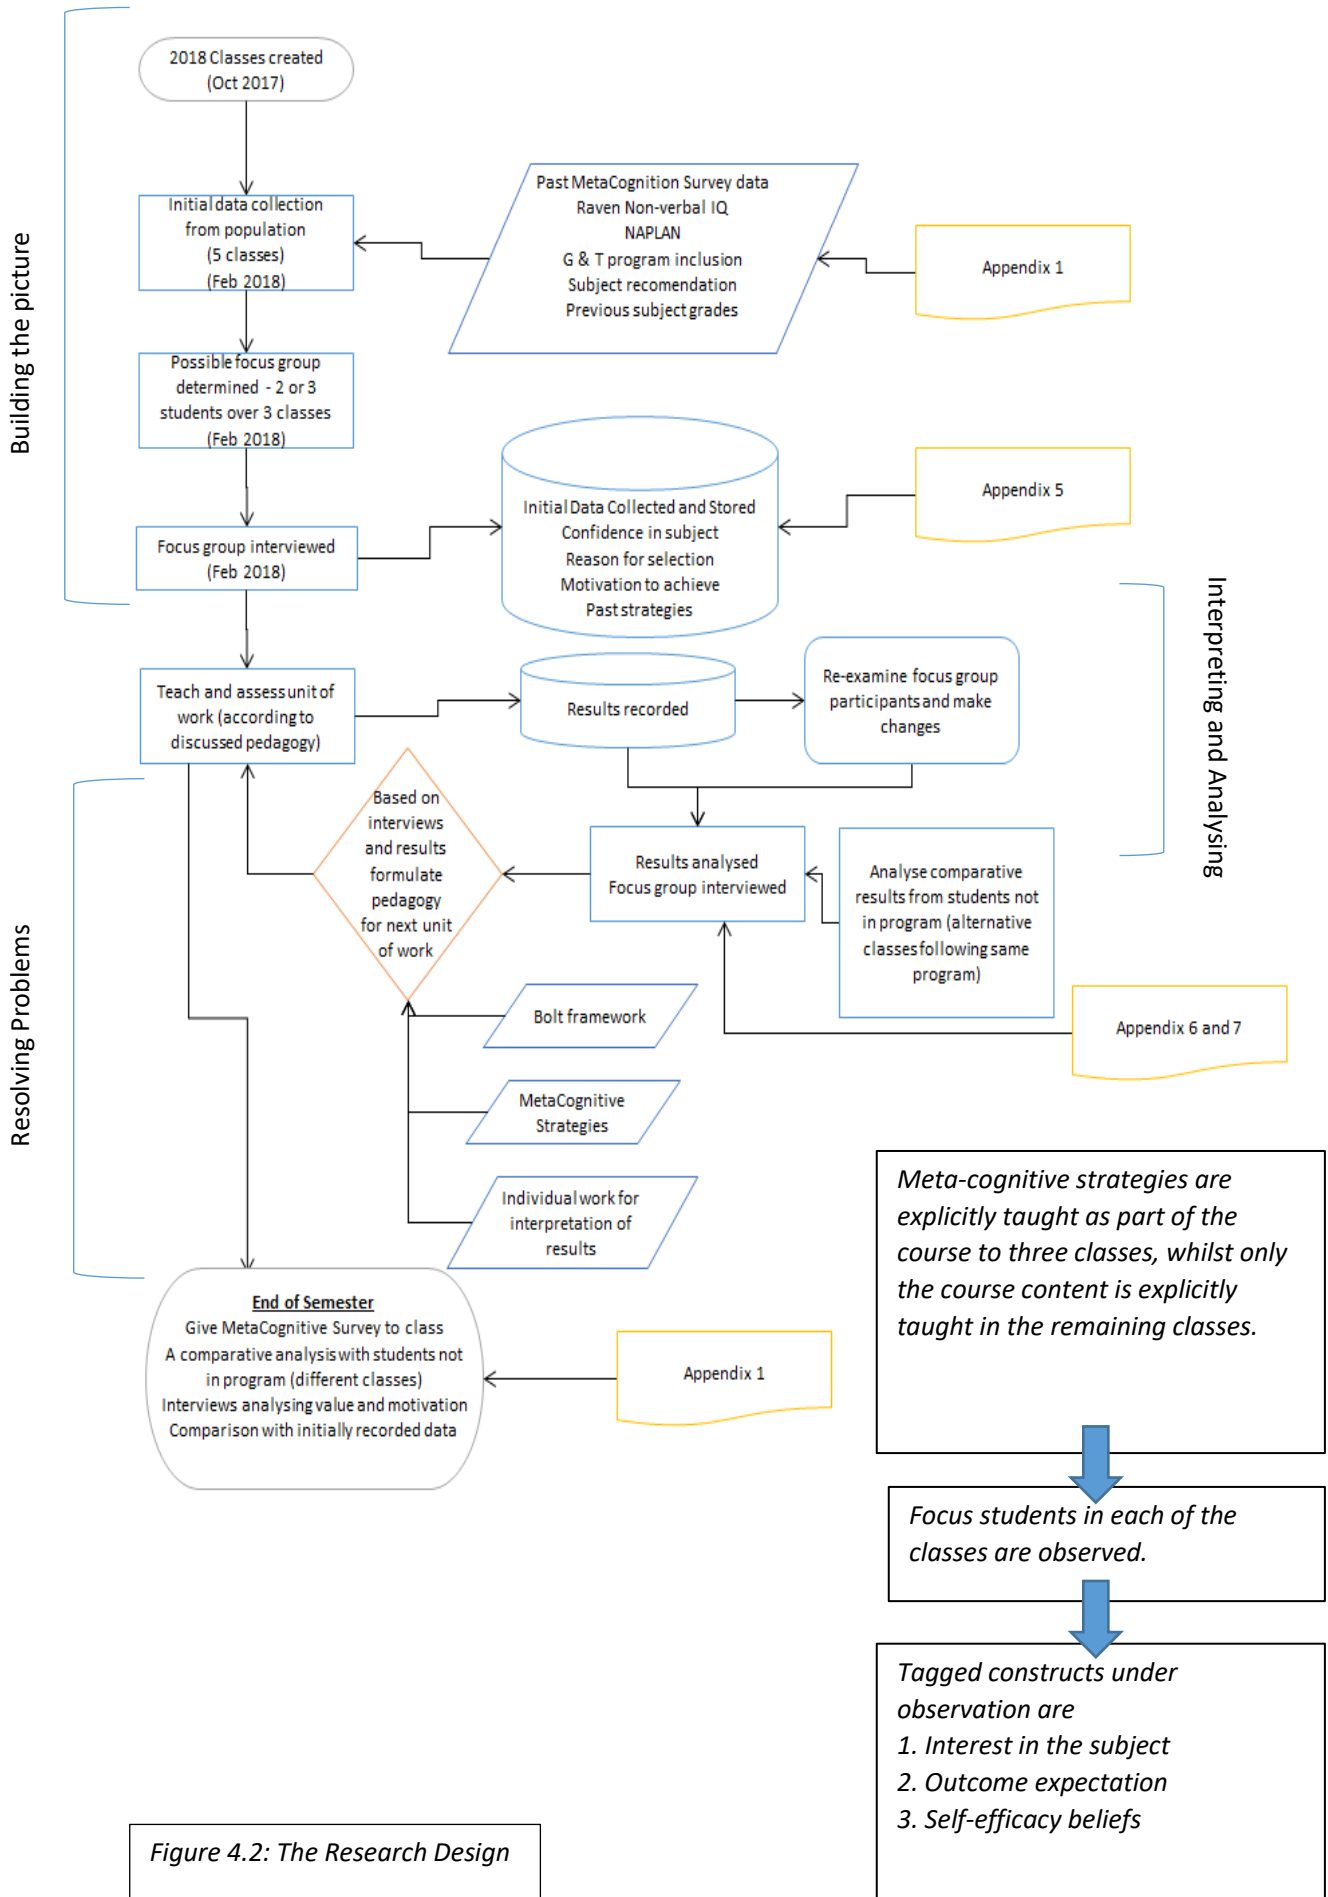 Building the picture
2018 Classes created
(Oct 2017)
Initial data collection
from population
(5 classes)
(Feb 2018)
Past MetaCognition Survey data
Raven Non-verbal IQ
NAPLAN
G & T program inclusion
Subject recomendation
Previous subject grades
Appendix 1
Possible focus group
determined - 2 or 3
students over 3 classes
(Feb 2018)
Focus group interviewed
(Feb 2018)
Initial Data Collected and Stored
Confidence in subject
Reason for selection
Motivation to achieve
Past strategies
Appendix 5
Interpreting and Analysing
Teach and assess unit of
work (according to
discussed pedagogy)
Results recorded
Re-examine focus group
participants and make
changes
Resolving Problems
Based on
interviews
and results
formulate
pedagogy
for next unit
of work
Results analysed
Focus group interviewed
Analyse comparative
results from students not
in program (alternative
classes following same
program)
Appendix 6 and 7
Bolt framework
MetaCognitive
Strategies
Individual work for
interpretation of
results
End of Semester
Give MetaCognitive Survey to class
A comparative analysis with students not
in program (different classes)
Interviews analysing value and motivation
Comparison with initially recorded data
Appendix 1
Meta-cognitive strategies are
explicitly taught as part of the
course to three classes, whilst only
the course content is explicitly
taught in the remaining classes.
Focus students in each of the
classes are observed.
Tagged constructs under
observation are
1. Interest in the subject
2. Outcome expectation
3. Self-efficacy beliefs
Figure 4.2: The Research Design